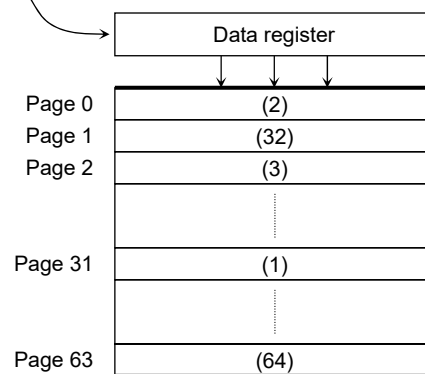 Data register
Page 0 (2)
Page 1 (32)
Page 2 (3)
Page 31 (1)
Page 63 (64)